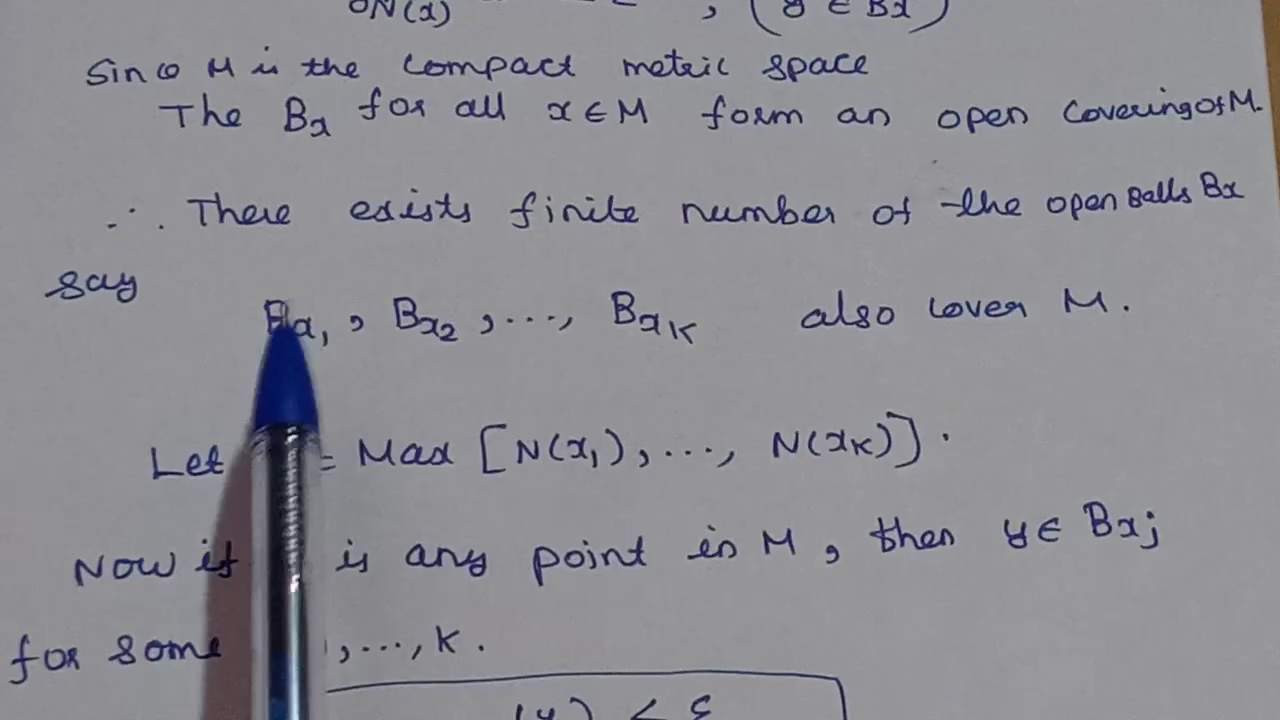 N(x) , (y ∈ Bx)
Since M is the compact metric space
The Bx for all x ∈ M form an open covering of M.
∴ There exists finite number of the open Balls Bx
say
Bx₁, Bx₂, ..., BxK also cover M.
Let = Max [N(x₁), ..., N(xK)].
Now if is any point in M, then y ∈ Bxj
for some , ..., K.
(y) < ε